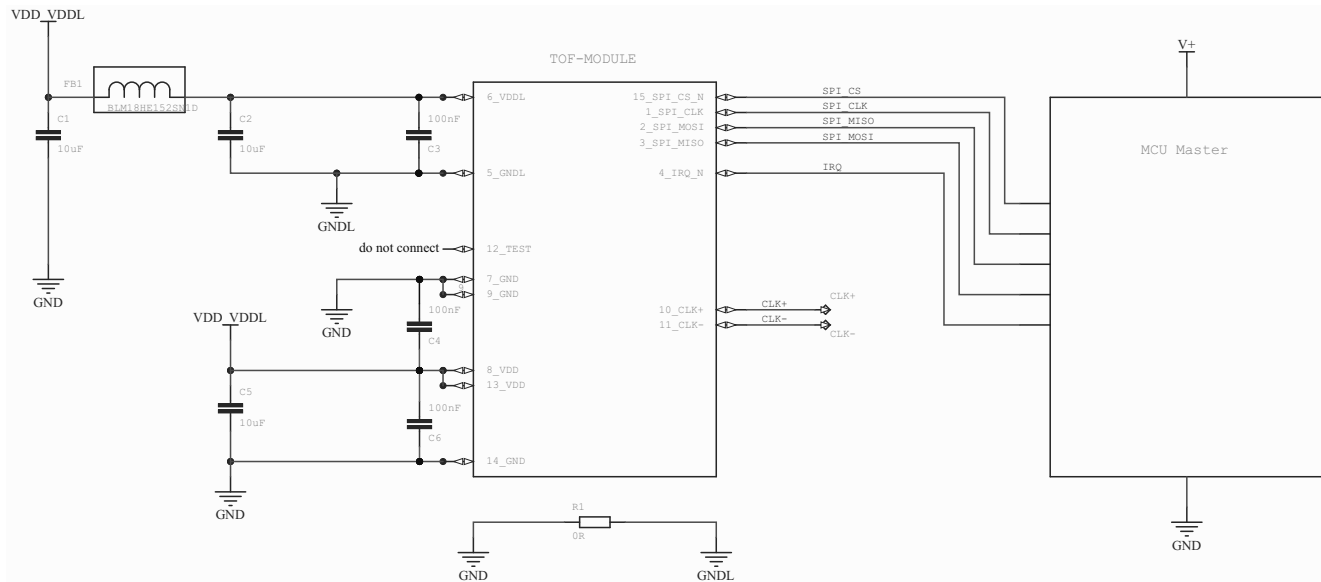 VDD_VDDL
V+
TOF-MODULE
FB1
BLM18HE152SN1D
6_VDDL
15_SPI_CS_N
SPI_CS
1_SPI_CLK
SPI_CLK
C1
C2
100nF
2_SPI_MOSI
SPI_MISO
10uF
10uF
C3
3_SPI_MISO
SPI_MOSI
MCU Master
5_GNDL
4_IRQ_N
IRQ
GNDL
do not connect
12_TEST
7_GND
9_GND
GND
100nF
10_CLK+
CLK+
CLK+
VDD_VDDL
GND
C4
11_CLK-
CLK-
CLK-
8_VDD
13_VDD
C5
100nF
10uF
C6
14_GND
GND
R1
0R
GND
GNDL
GND